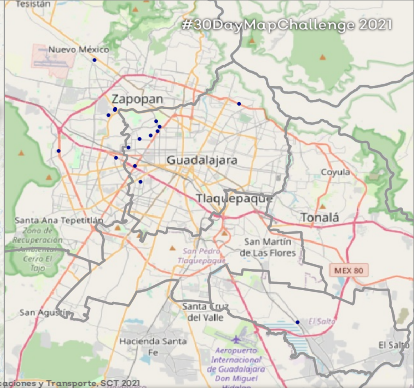 Tesistán
#30DayMapChallenge 2021
Nuevo México
Zapopan
Guadalajara
Coyula
Tlaquepaque
Tonalá
Santa Ana Tepetitlán
Zona de
Recuperación
Cerro El
Tajo
San Pedro
Tlaquepaque
San Martín
de Las Flores
MEX 80
San Agustín
Santa Cruz
del Valle
El Salto
Hacienda Santa
Fe
El Salto
Aeropuerto
Internacional
de Guadalajara
Don Miguel
caciones y Transporte, SCT 2021